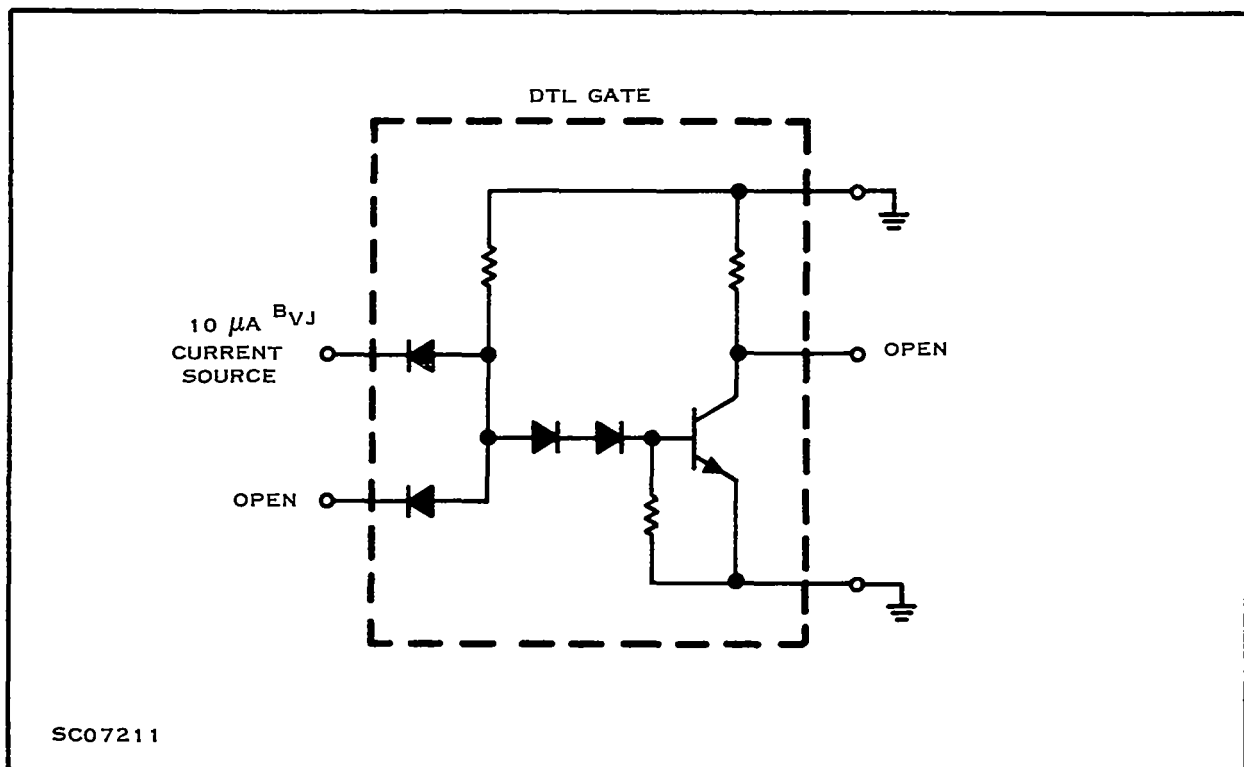 DTL GATE
10 μA BVJ
CURRENT
SOURCE
OPEN
OPEN
SC07211